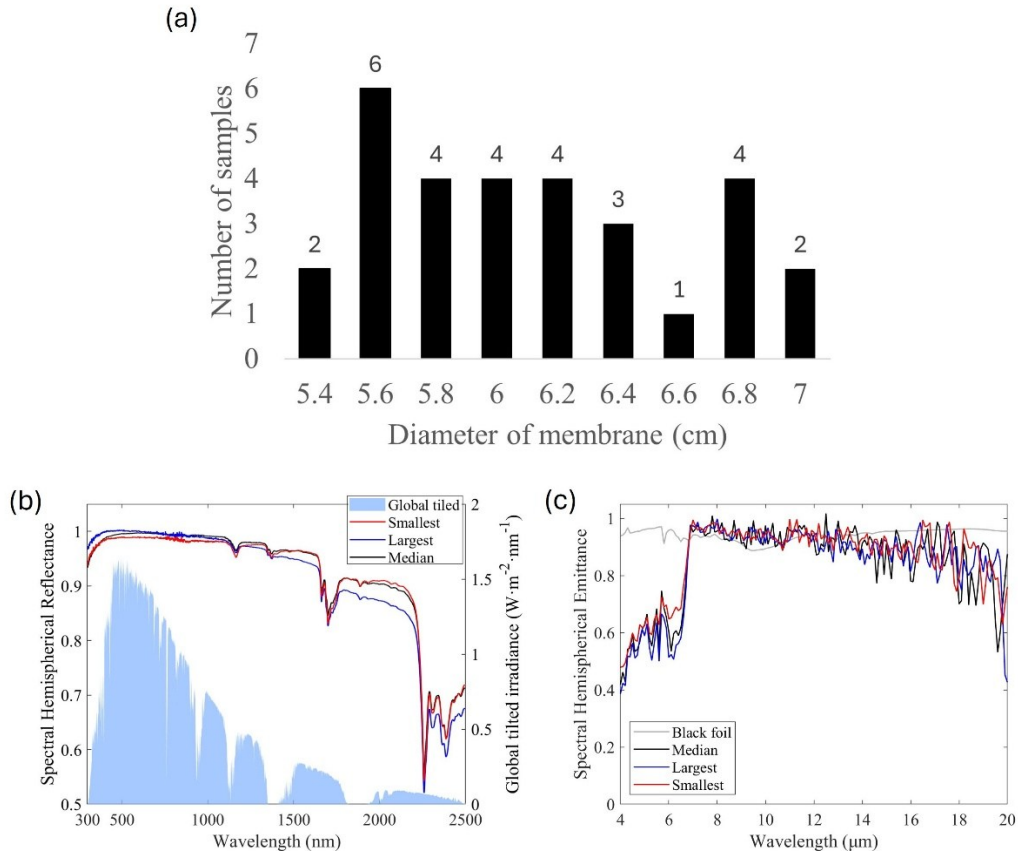 (a)
Number of samples
7
6
5
4
3
2
1
0
2
6
4
4
4
3
1
4
2
5.4 5.6 5.8 6 6.2 6.4 6.6 6.8 7
Diameter of membrane (cm)
(b)
Spectral Hemispherical Reflectance
1
0.9
0.8
0.7
0.6
0.5
Global tiled
Smallest
Largest
Median
2
1.5
1
0.5
0
Global tilted irradiance (W·m⁻²·nm⁻¹)
300 500 1000 1500 2000 2500
Wavelength (nm)
(c)
Spectral Hemispherical Emittance
1
0.8
0.6
0.4
0.2
0
Black foil
Median
Largest
Smallest
4 6 8 10 12 14 16 18 20
Wavelength (μm)